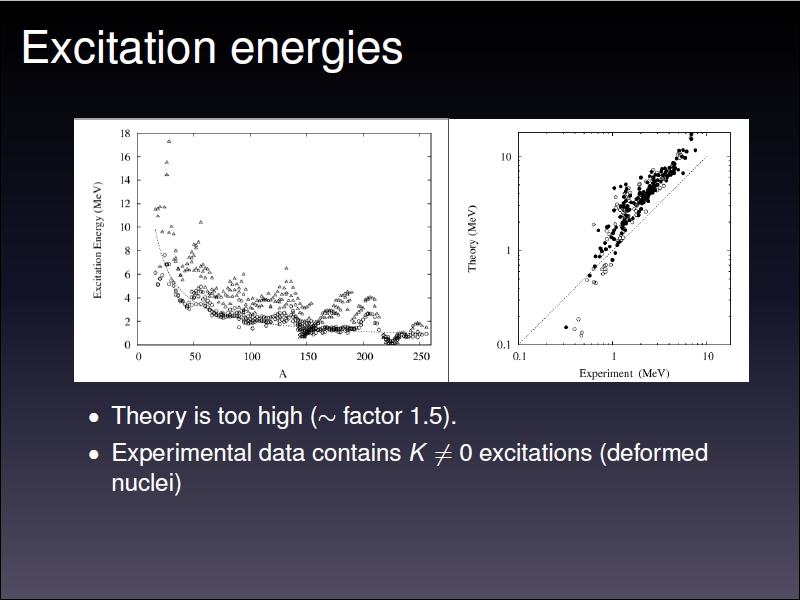 Excitation energies
18
16
14
12
10
8
6
4
2
0
Excitation Energy (MeV)
0 50 100 150 200 250
A
10
1
0.1
Theory (MeV)
0.1 1 10
Experiment (MeV)
• Theory is too high (∼ factor 1.5).
• Experimental data contains K ≠ 0 excitations (deformed
nuclei)